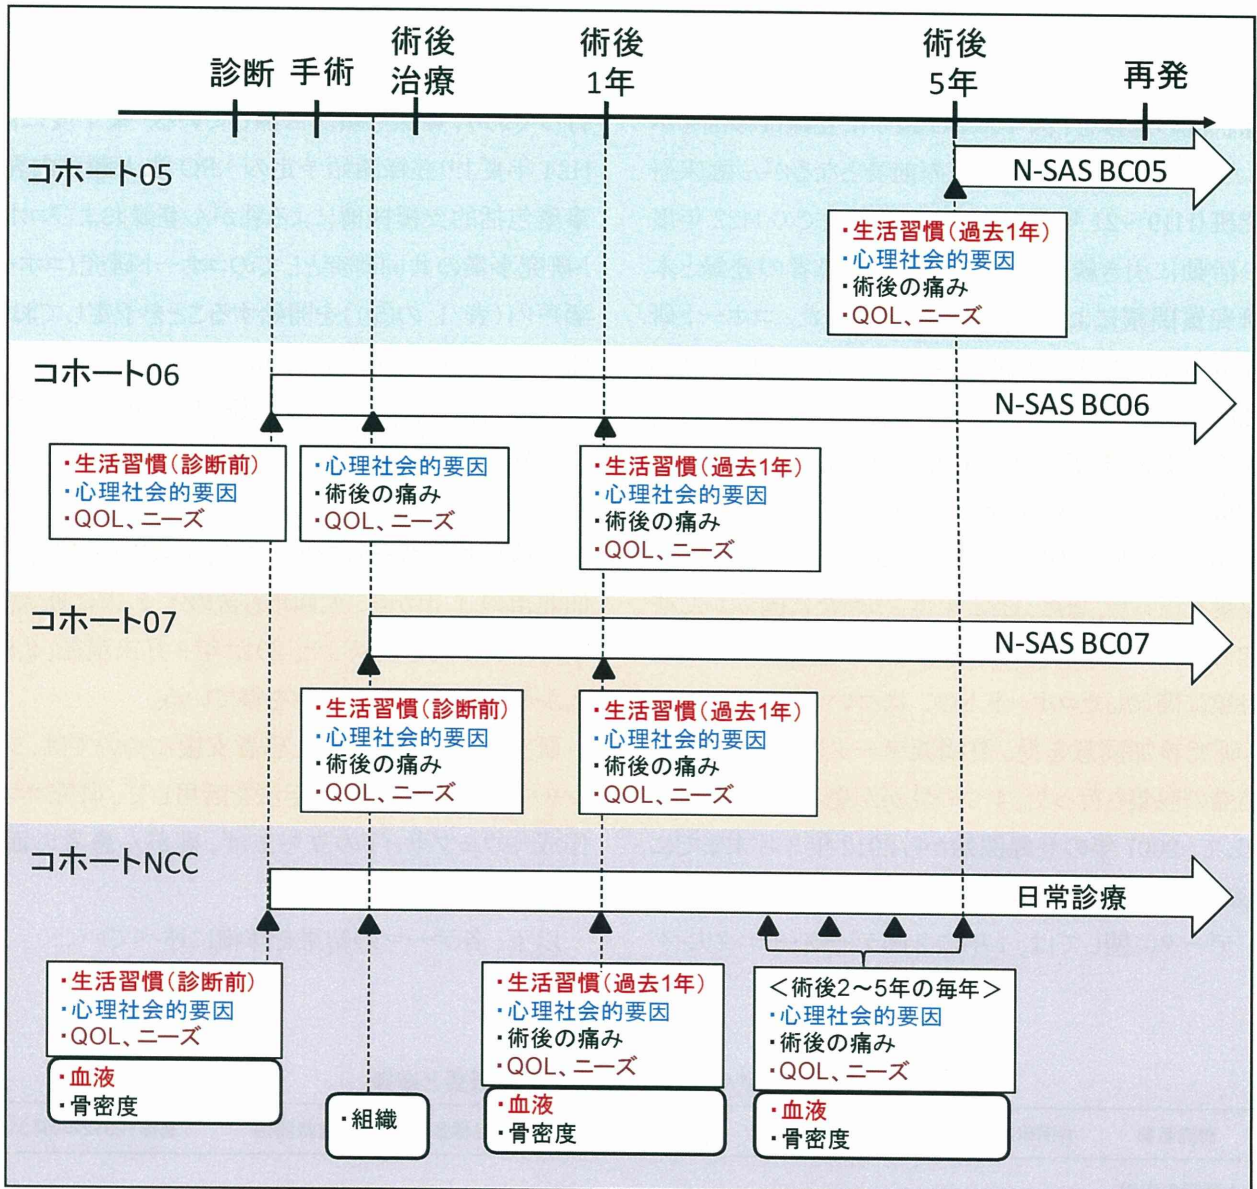 診断
手術
術後
治療
術後
1年
術後
5年
再発
コホート05
N-SAS BC05
・生活習慣(過去1年)
・心理社会的要因
・術後の痛み
・QOL、ニーズ
コホート06
N-SAS BC06
・生活習慣(診断前)
・心理社会的要因
・QOL、ニーズ
・心理社会的要因
・術後の痛み
・QOL、ニーズ
・生活習慣(過去1年)
・心理社会的要因
・術後の痛み
・QOL、ニーズ
コホート07
N-SAS BC07
・生活習慣(診断前)
・心理社会的要因
・術後の痛み
・QOL、ニーズ
・生活習慣(過去1年)
・心理社会的要因
・術後の痛み
・QOL、ニーズ
コホートNCC
日常診療
・生活習慣(診断前)
・心理社会的要因
・QOL、ニーズ
・血液
・骨密度
・組織
・生活習慣(過去1年)
・心理社会的要因
・術後の痛み
・QOL、ニーズ
・血液
・骨密度
<術後2~5年の毎年>
・心理社会的要因
・術後の痛み
・QOL、ニーズ
・血液
・骨密度